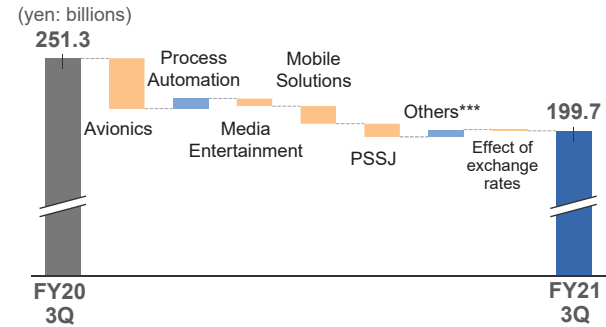 (yen: billions)
251.3
Process
Automation
Mobile
Solutions
Avionics
Media
Entertainment
PSSJ
Others***
Effect of
exchange
rates
199.7
FY20
3Q
FY21
3Q